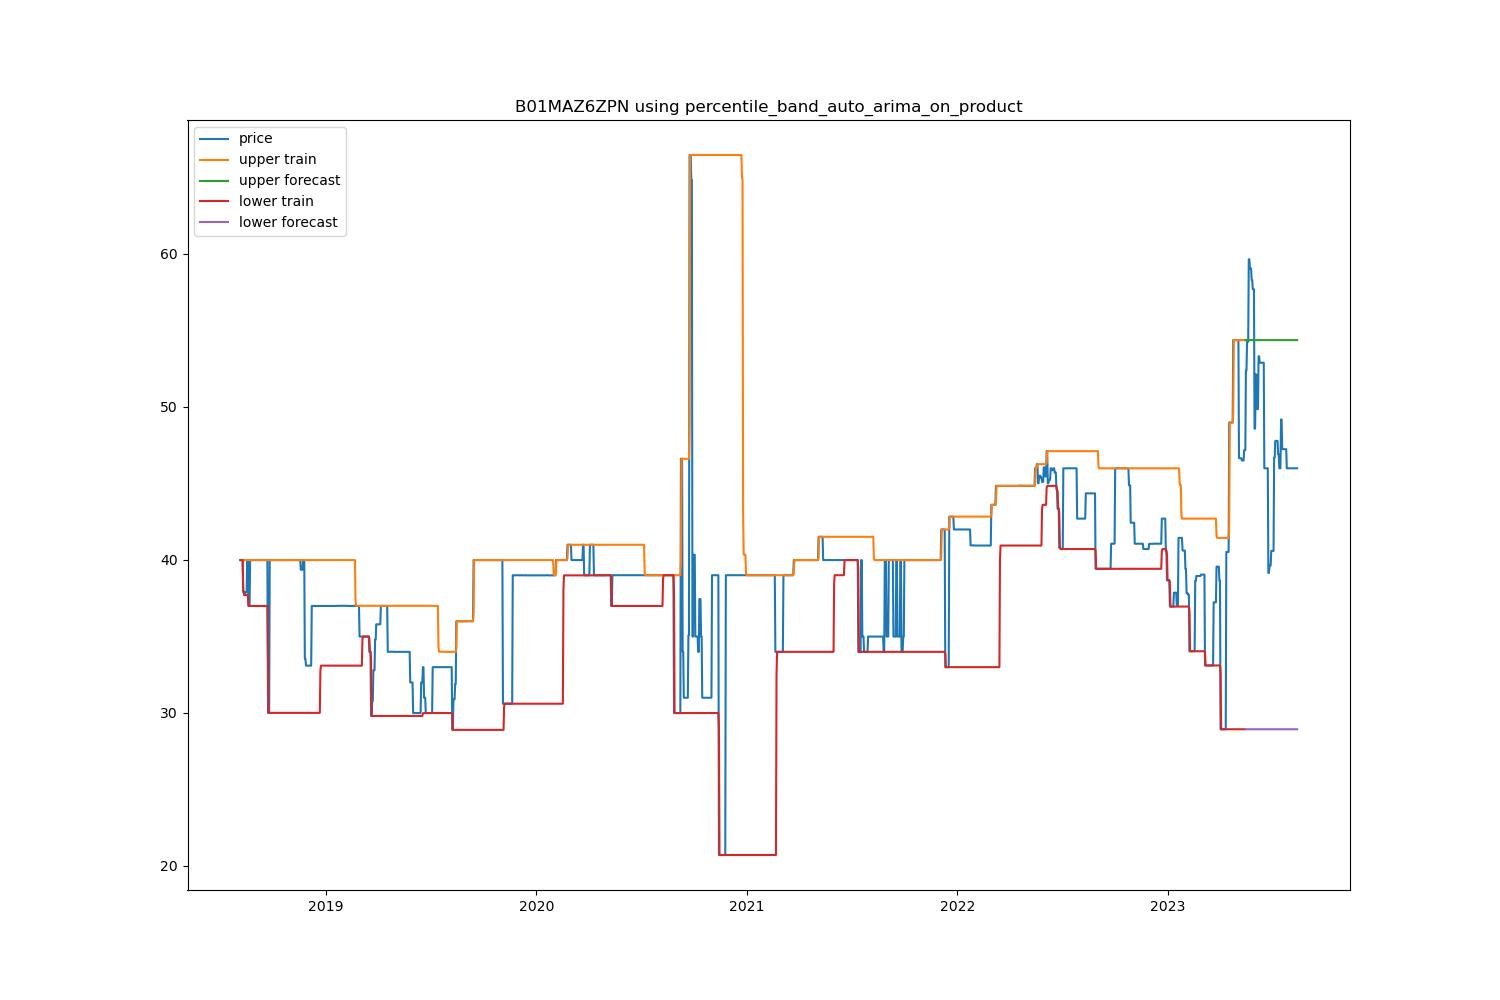 B01MAZ6ZPN using percentile_band_auto_arima_on_product
price
upper train
upper forecast
lower train
lower forecast
60
50
40
30
20
2019
2020
2021
2022
2023